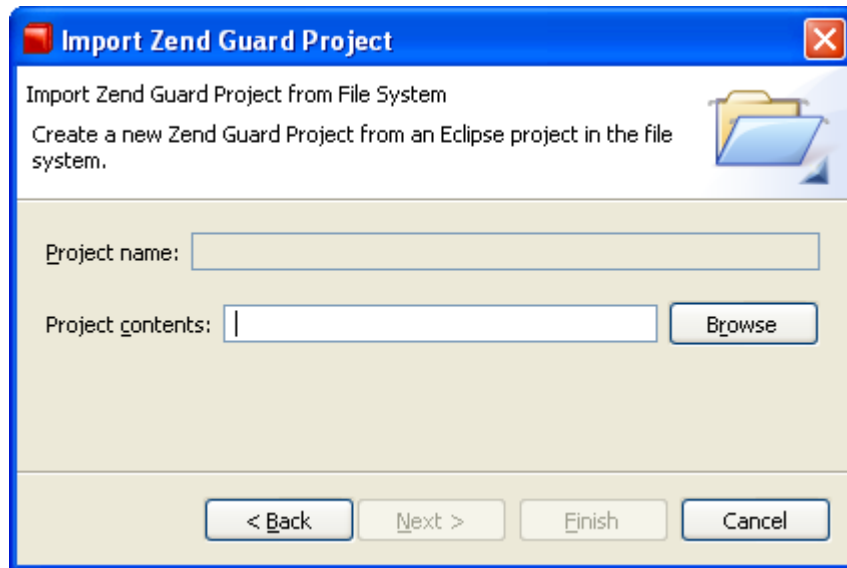 Import Zend Guard Project
Import Zend Guard Project from File System
Create a new Zend Guard Project from an Eclipse project in the file
system.
Project name:
Project contents:
Browse
< Back
Next >
Finish
Cancel